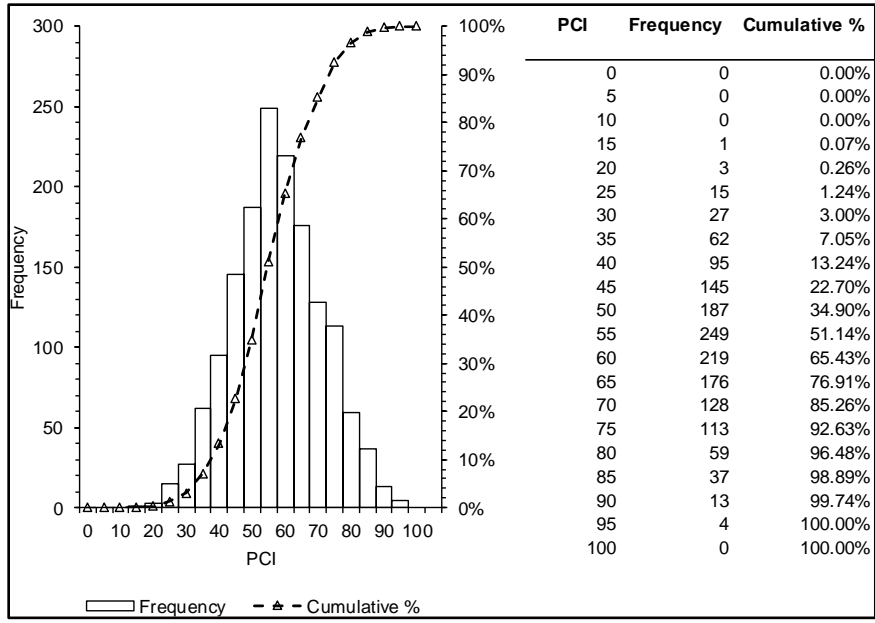 300
250
200
150
100
50
0
Frequency
100%
90%
80%
70%
60%
50%
40%
30%
20%
10%
0%
0 10 20 30 40 50 60 70 80 90 100
PCI
Frequency Cumulative %
PCI Frequency Cumulative %
0 0 0.00%
5 0 0.00%
10 0 0.00%
15 1 0.07%
20 3 0.26%
25 15 1.24%
30 27 3.00%
35 62 7.05%
40 95 13.24%
45 145 22.70%
50 187 34.90%
55 249 51.14%
60 219 65.43%
65 176 76.91%
70 128 85.26%
75 113 92.63%
80 59 96.48%
85 37 98.89%
90 13 99.74%
95 4 100.00%
100 0 100.00%